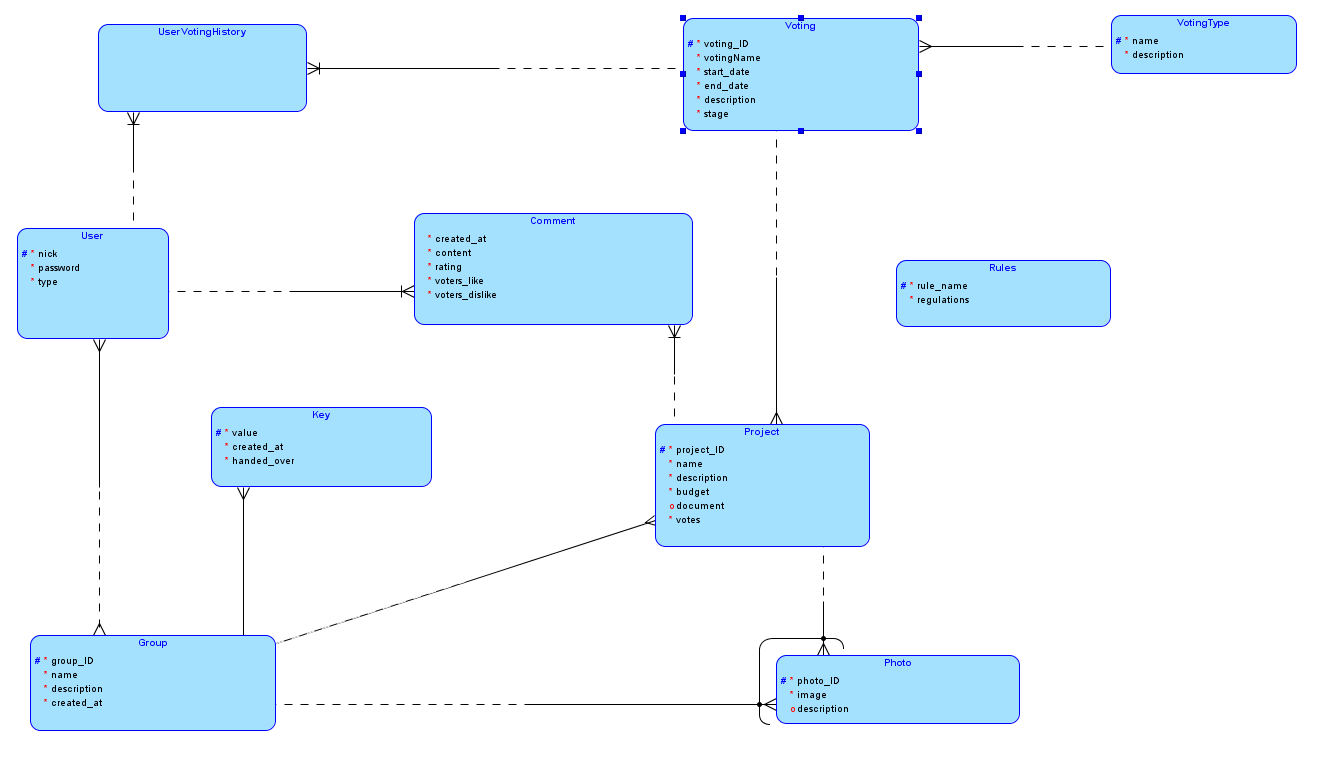 UserVotingHistory
Voting
# * voting_ID
* votingName
* start_date
* end_date
* description
* stage
VotingType
# * name
* description
User
# * nick
* password
* type
Comment
* created_at
* content
* rating
* voters_like
* voters_dislike
Rules
# * rule_name
* regulations
Key
# * value
* created_at
* handed_over
Project
# * project_ID
* name
* description
* budget
o document
* votes
Group
# * group_ID
* name
* description
* created_at
Photo
# * photo_ID
* image
o description